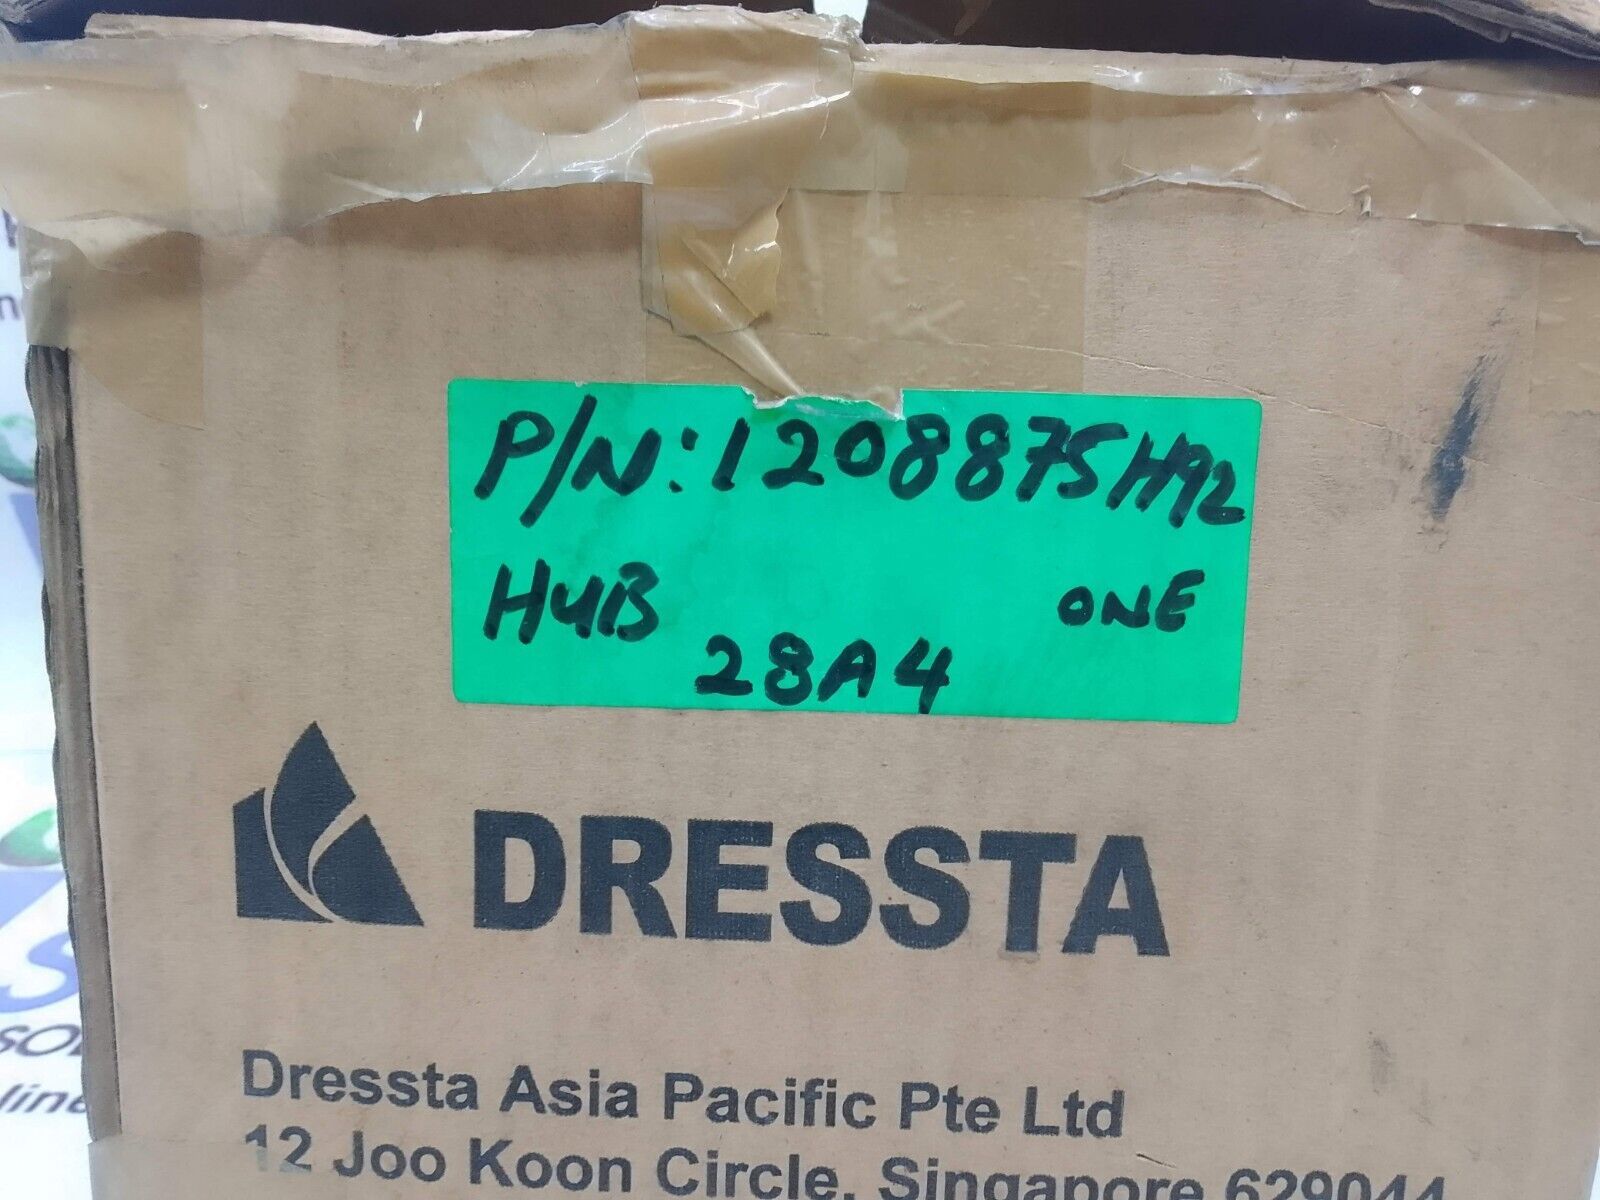 P/N: 1208875H92
HUB ONE
28A4
DRESSTA
Dressta Asia Pacific Pte Ltd
12 Joo Koon Circle, Singapore 629044